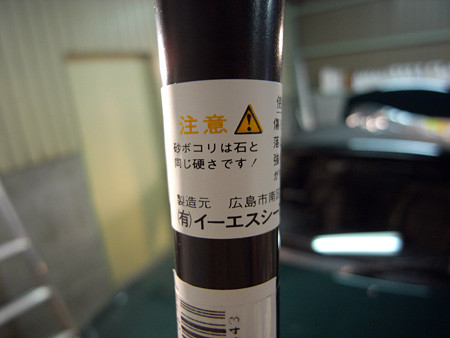 注意
砂ボコリは石と
同じ硬さです!
製造元 広島市南区
(有)イーエスシー
43